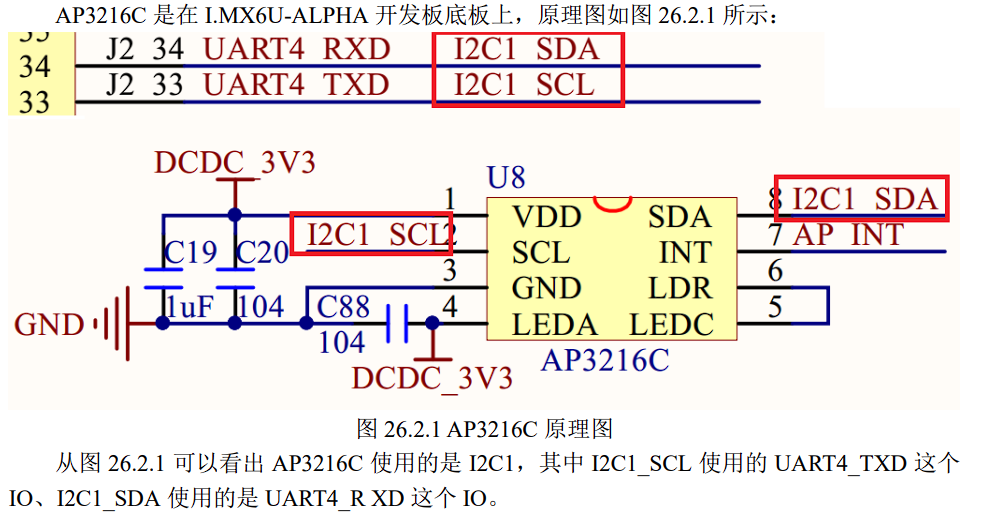 AP3216C 是在 I.MX6U-ALPHA 开发板底板上，原理图如图 26.2.1 所示：
35
34 J2 34 UART4 RXD I2C1 SDA
33 J2 33 UART4 TXD I2C1 SCL
DCDC_3V3
U8
1 VDD SDA 8 I2C1 SDA
I2C1 SCL 2 SCL INT 7 AP INT
C19 C20 3 GND LDR 6
1uF 104 C88 4 LEDA LEDC 5
GND 104 AP3216C
DCDC_3V3
图 26.2.1 AP3216C 原理图
从图 26.2.1 可以看出 AP3216C 使用的是 I2C1，其中 I2C1_SCL 使用的 UART4_TXD 这个
IO、I2C1_SDA 使用的是 UART4_R XD 这个 IO。